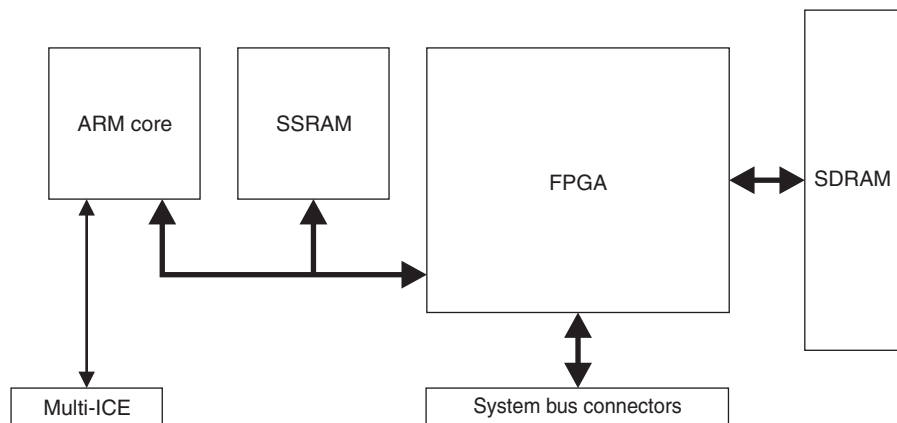 ARM core
SSRAM
FPGA
SDRAM
Multi-ICE
System bus connectors